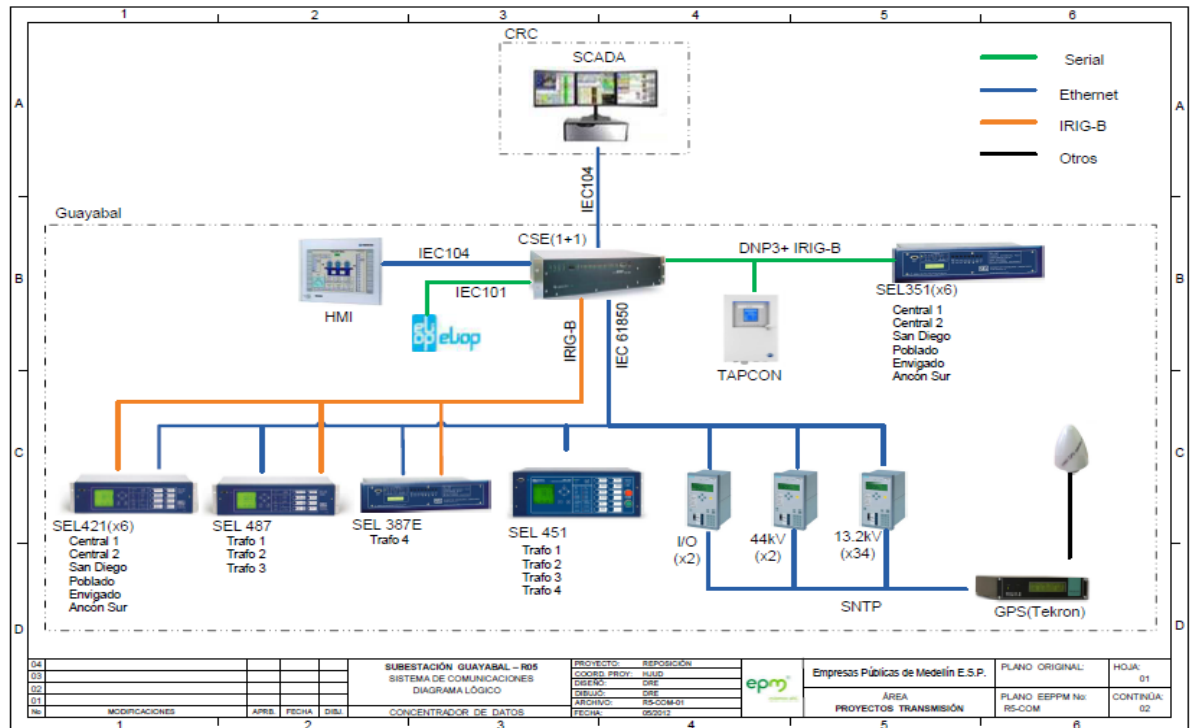 1 2 3 4 5 6
CRC
SCADA
Serial
Ethernet
IRIG-B
Otros
A A
IEC104
Guayabal
CSE(1+1)
IEC104
DNP3+ IRIG-B
B B
IEC101
HMI
elipop
SEL351(x6)
Central 1
Central 2
San Diego
Poblado
Envigado
Ancón Sur
IRIG-B
IEC 61850
TAPCON
C C
SEL421(x6)
Central 1
Central 2
San Diego
Poblado
Envigado
Ancón Sur
SEL 487
Trafo 1
Trafo 2
Trafo 3
SEL 387E
Trafo 4
SEL 451
Trafo 1
Trafo 2
Trafo 3
Trafo 4
I/O
(x2)
44kV
(x2)
13.2kV
(x34)
SNTP
GPS(Tekron)
D D
04
03
02
01
No MODIFICACIONES APRB. FECHA DIBJ.
SUBESTACIÓN GUAYABAL – R05
SISTEMA DE COMUNICACIONES
DIAGRAMA LÓGICO
CONCENTRADOR DE DATOS
PROYECTO: REPOSICIÓN
COORD. PROY: HJUD
DISEÑO: DRE
DIBUJÓ: DRE
ARCHIVO: R5-COM-01
FECHA: 05/2012
epm
Empresas Públicas de Medellín E.S.P.
ÁREA
PROYECTOS TRANSMISIÓN
PLANO ORIGINAL:
PLANO EEPPM No:
R5-COM
HOJA:
01
CONTINÚA:
02
1 2 3 4 5 6